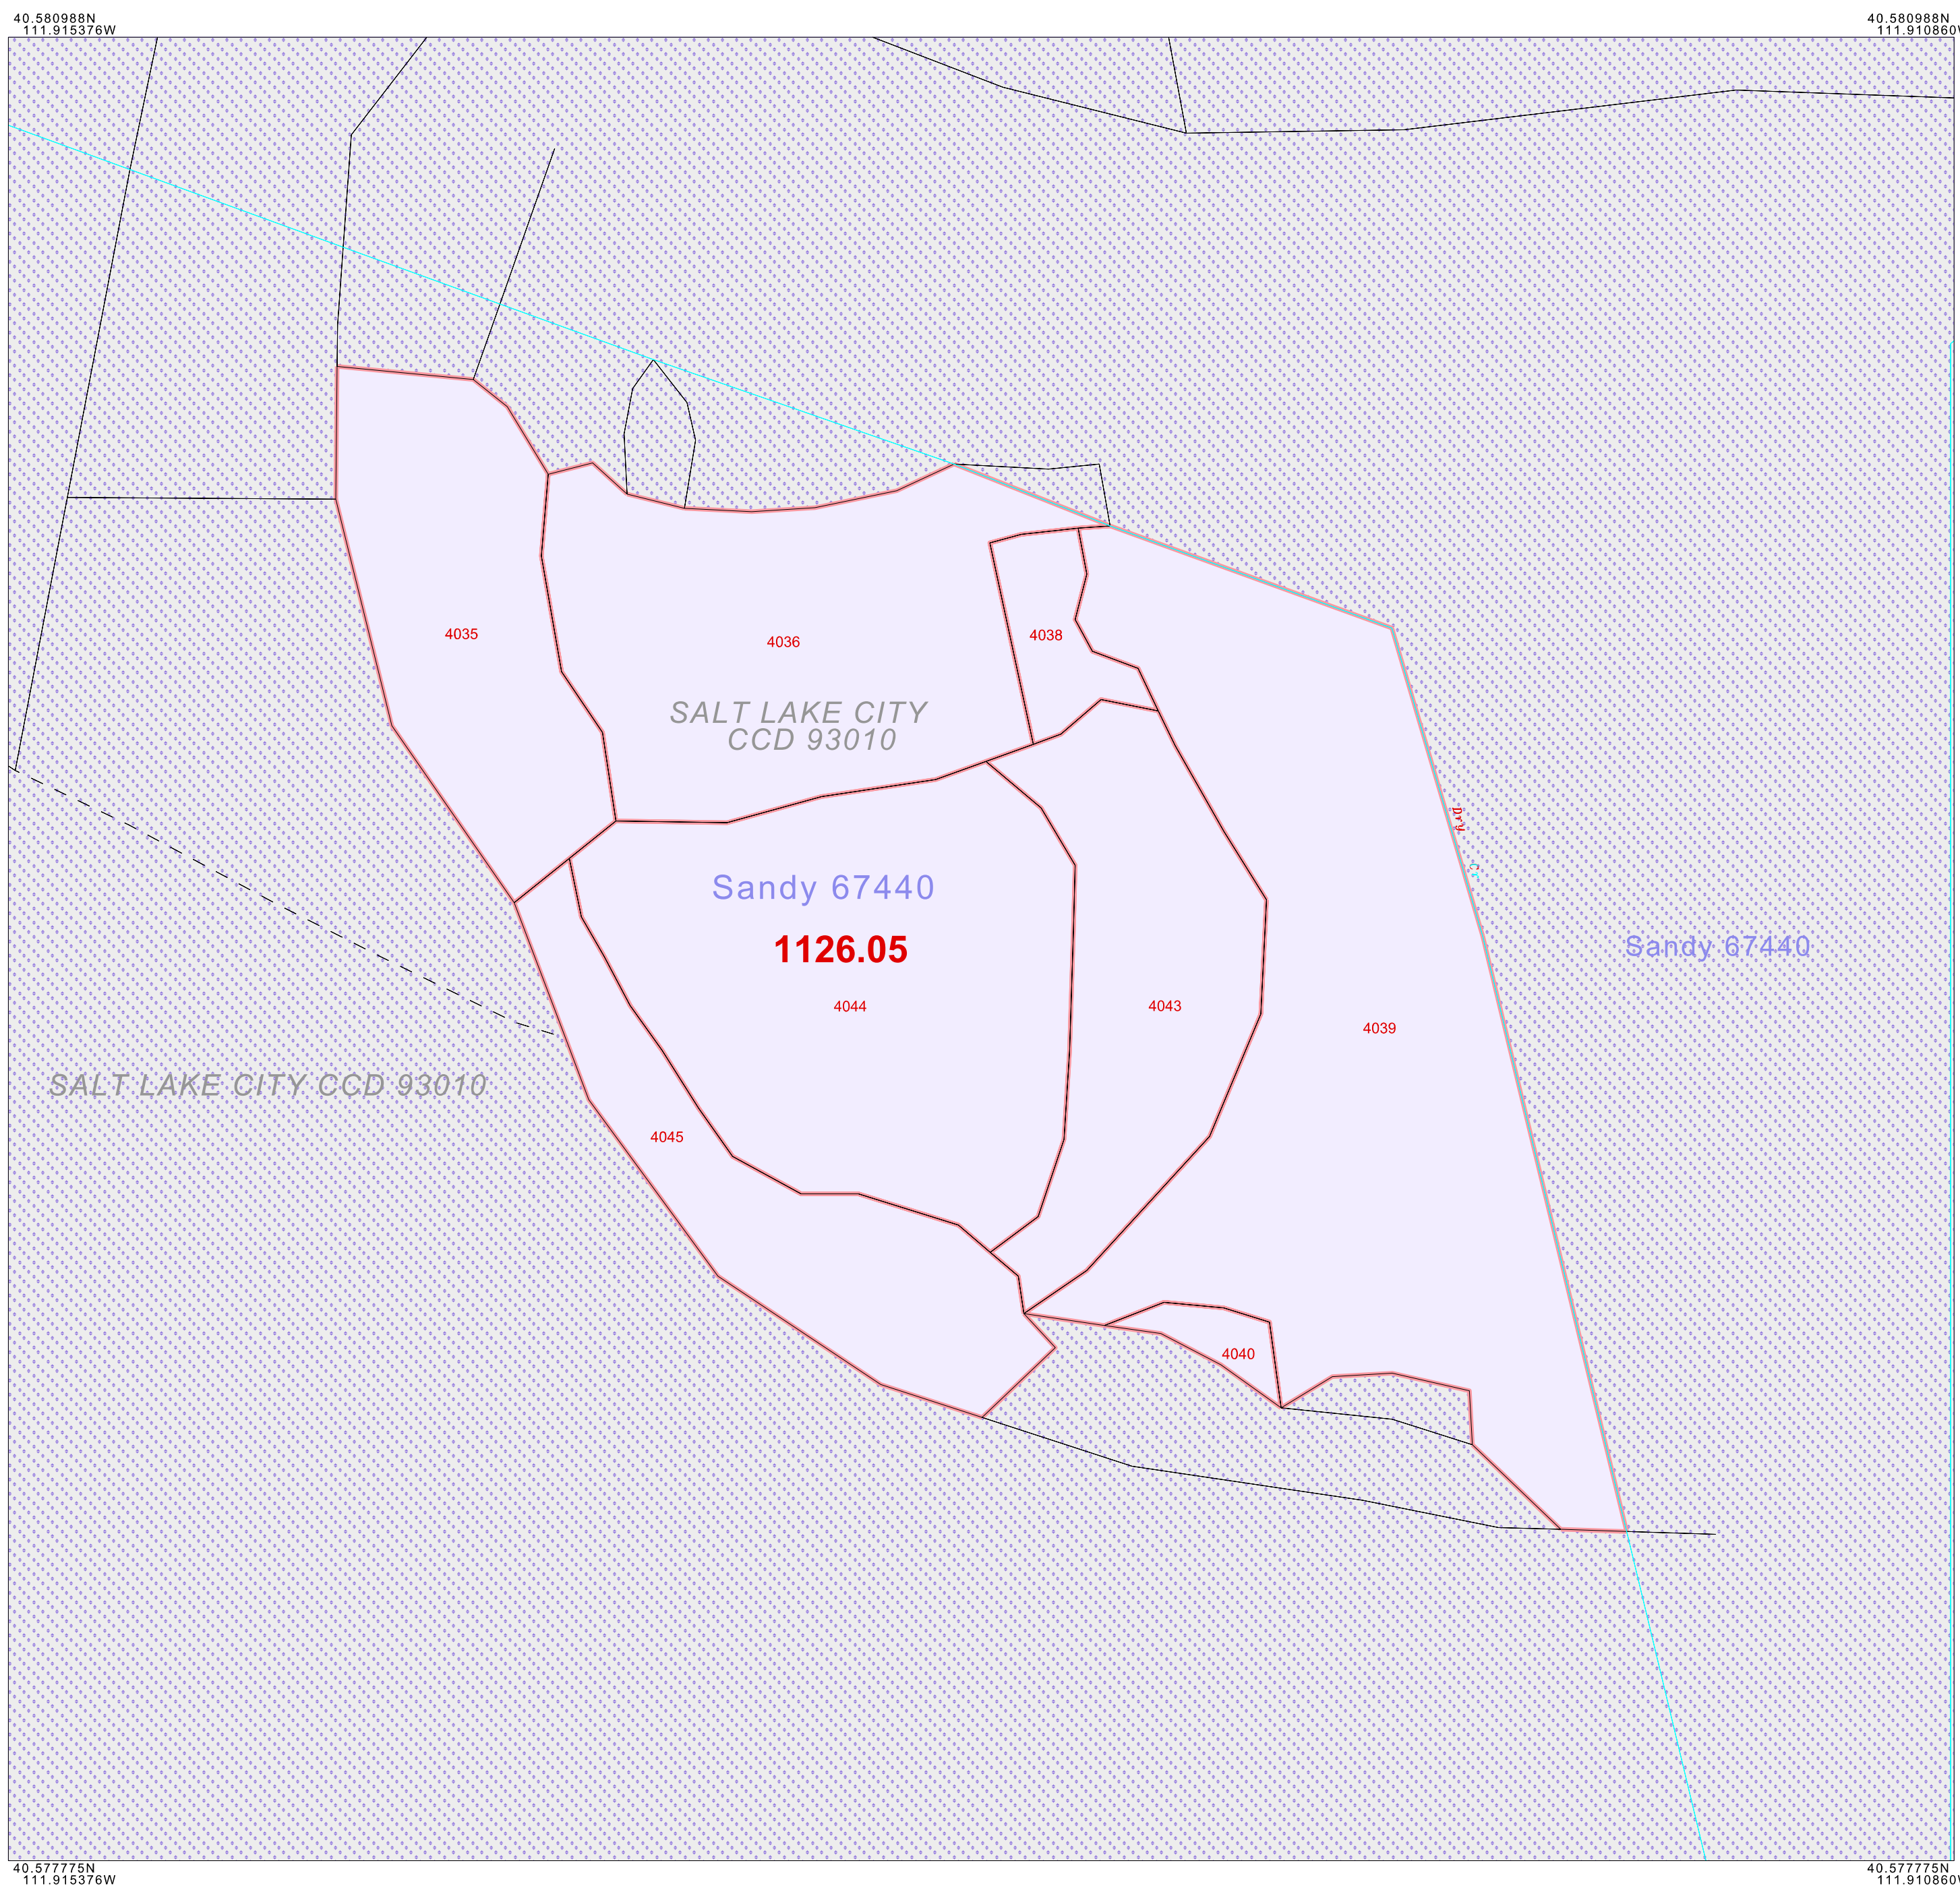 40.580988N
111.915376W
40.580988N
111.910860W
4035
4036
4038
SALT LAKE CITY
CCD 93010
Dry Cr
Sandy 67440
1126.05
Sandy 67440
4044
4043
4039
SALT LAKE CITY CCD 93010
4045
4040
40.577775N
111.915376W
40.577775N
111.910860W